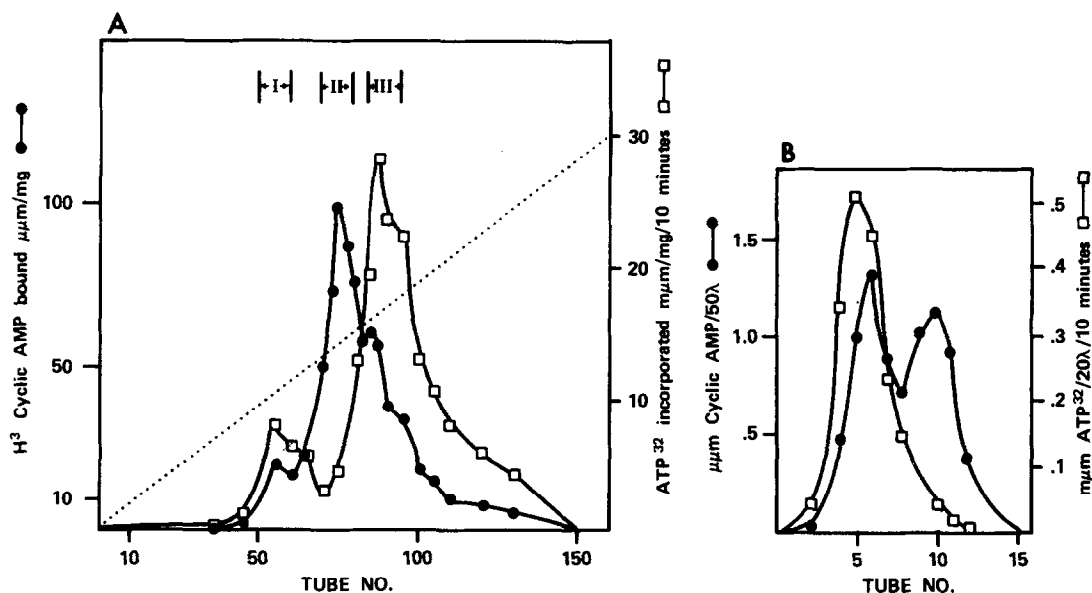 A
H³ Cyclic AMP bound μμm/mg
100
50
10
I
II
III
30
20
10
ATP³² incorporated mμm/mg/10 minutes
10
50
100
150
TUBE NO.
B
μμm Cyclic AMP/50λ
1.5
1.0
.5
.5
.4
.3
.2
.1
mμm ATP³²/20λ/10 minutes
5
10
15
TUBE NO.